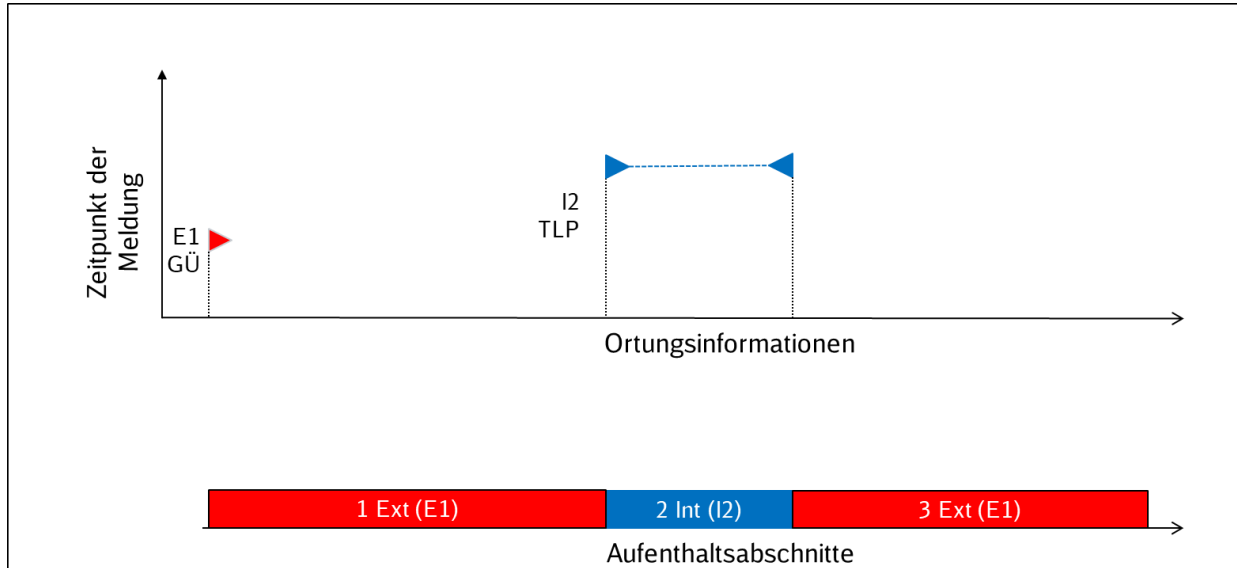 Zeitpunkt der
Meldung
E1
GÜ
I2
TLP
Ortungsinformationen
1 Ext (E1)
2 Int (I2)
3 Ext (E1)
Aufenthaltsabschnitte